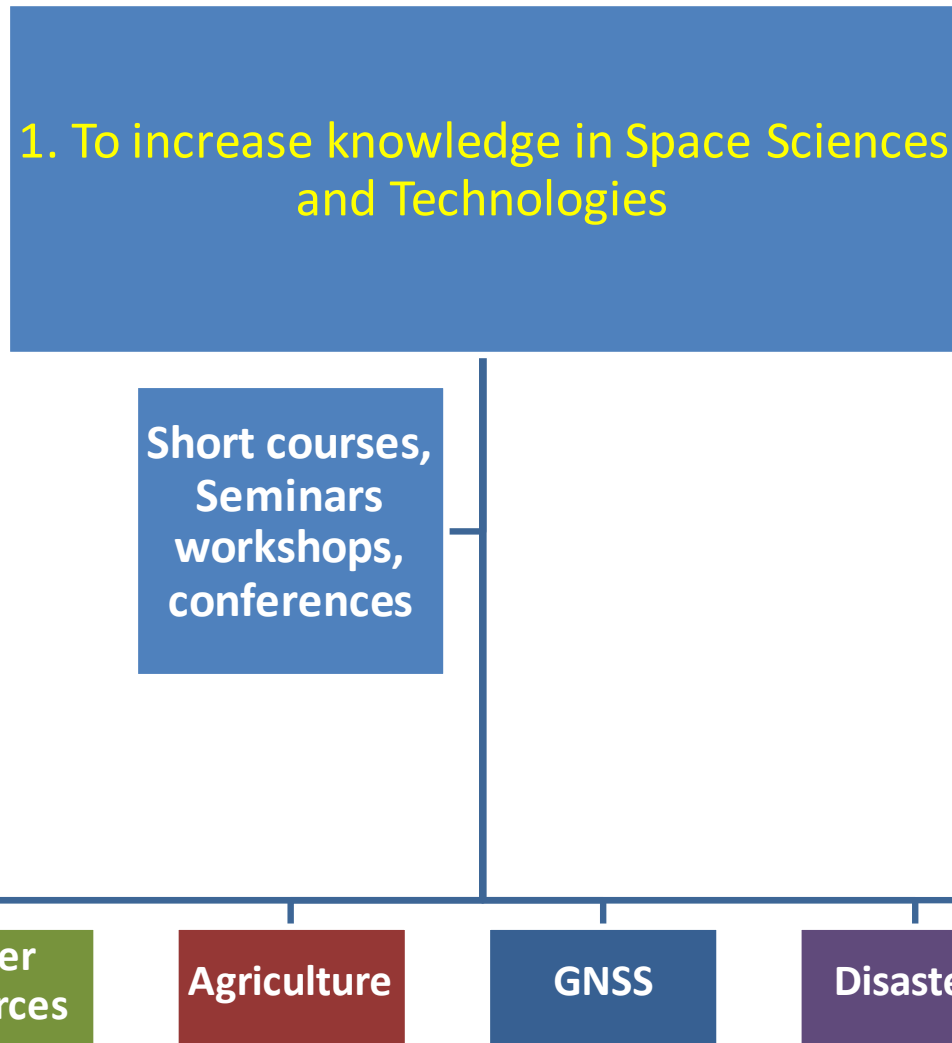 1. To increase knowledge in Space Sciences
and Technologies
Short courses,
Seminars
workshops,
conferences
Agriculture
GNSS